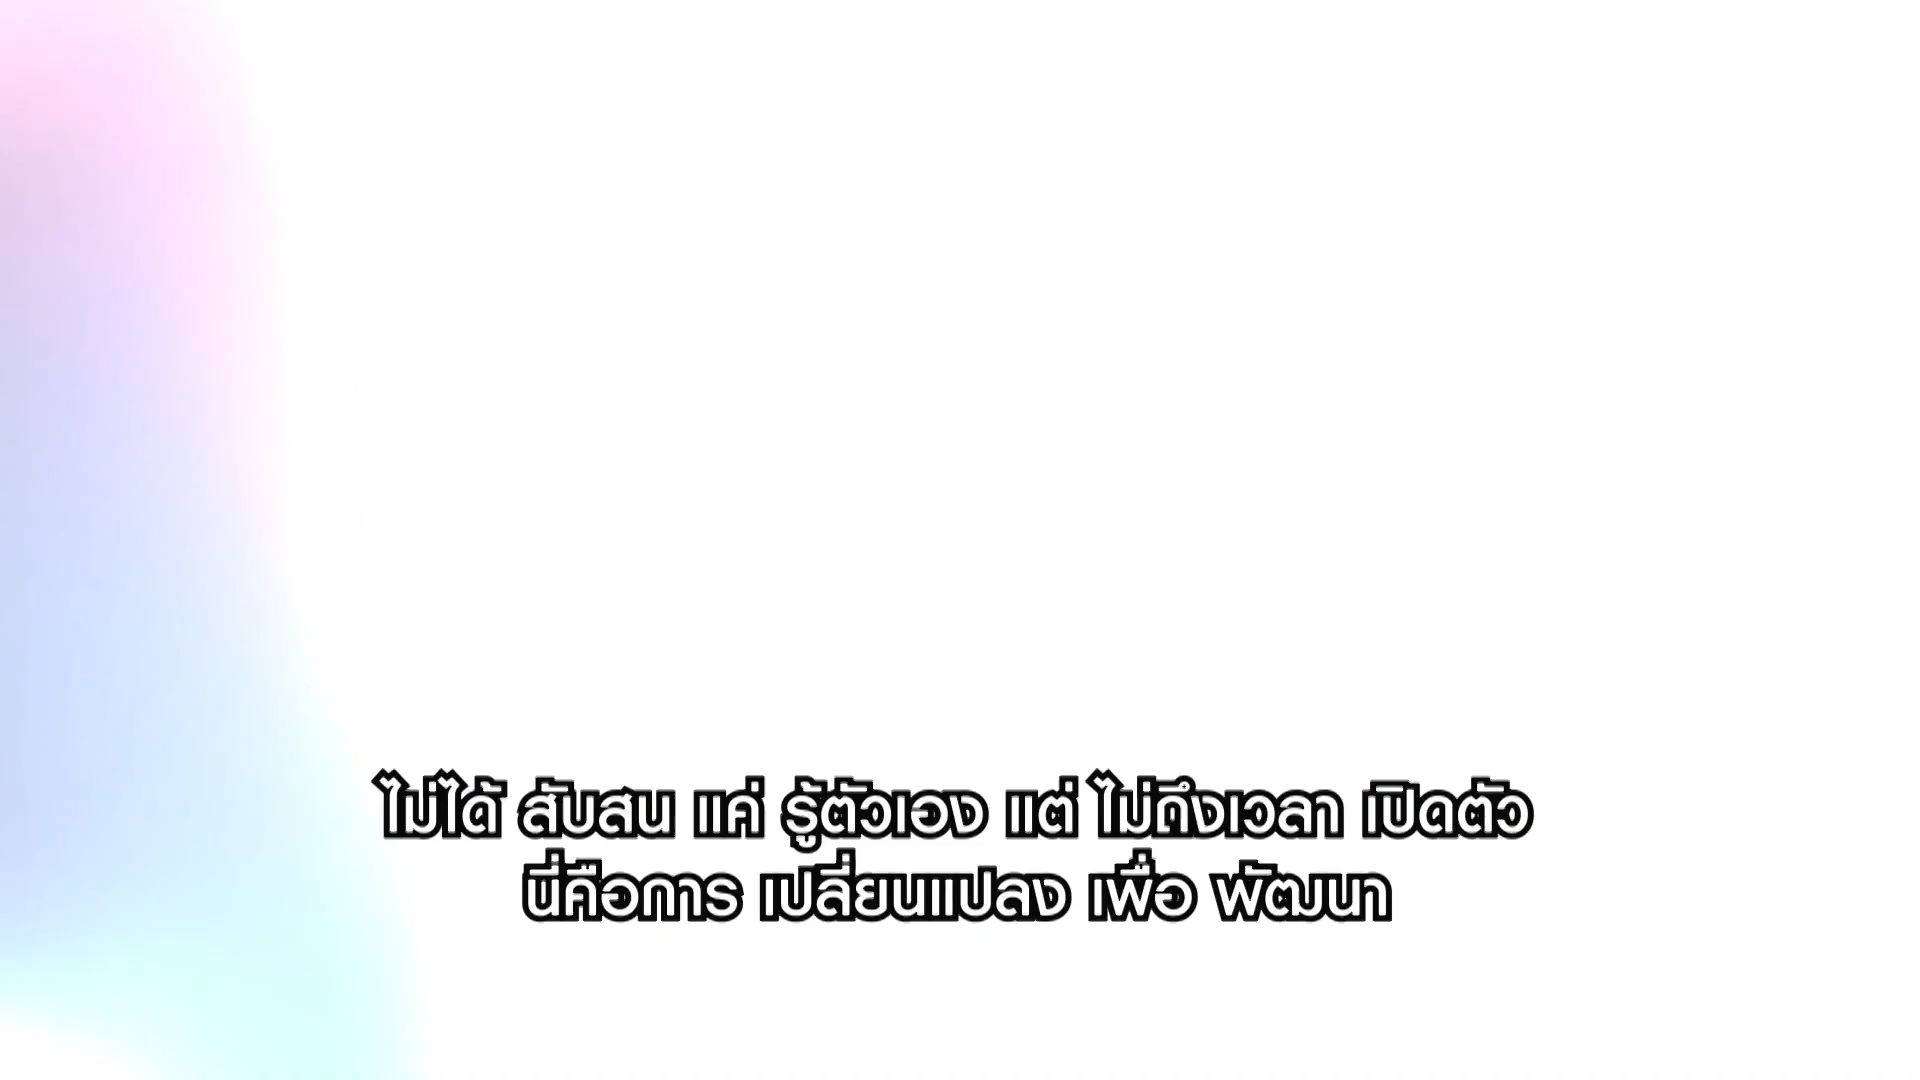 ไม่ได้ สับสน แค่ รู้ตัวเอง แต่ ไม่ถึงเวลา เปิดตัว
นี่คือการ เปลี่ยนแปลง เพื่อ พัฒนา